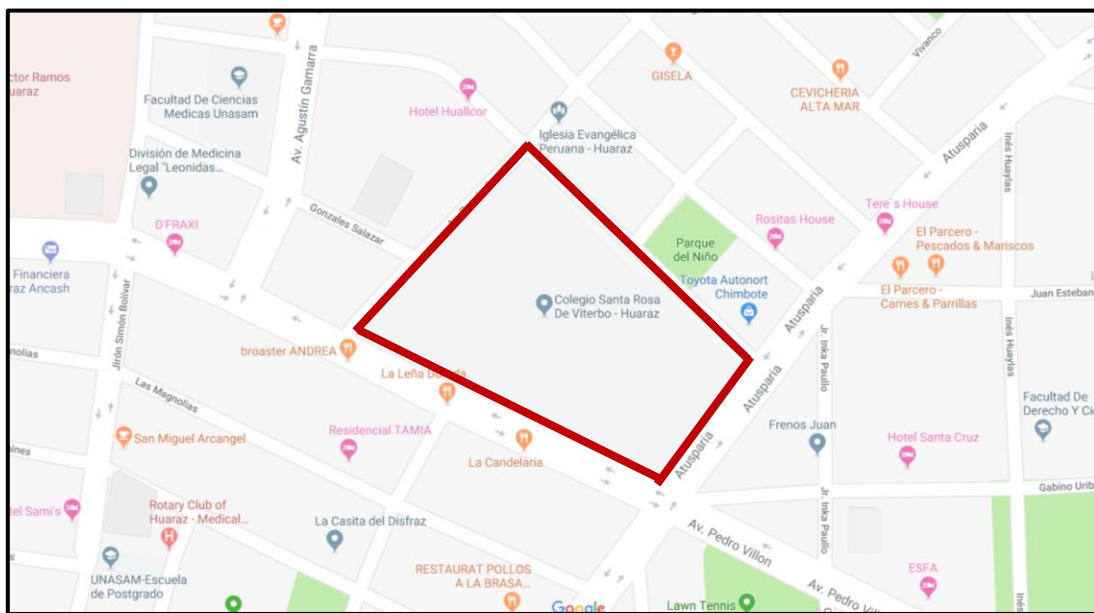 ctor Ramos
uaraz
Facultad De Ciencias
Medicas Unasam
Av. Agustín Gamarra
Hotel Huallcor
GISELA
CEVICHERIA
ALTA MAR
Vivanco
Iglesia Evangélica
Peruana - Huaraz
Atusparia
Inés Huaylas
División de Medicina
Legal "Leonidas...
D'FRAXI
Gonzales Salazar
Parque
del Niño
Rositas House
Tere's House
El Parcero -
Pescados & Mariscos
Financiera
raz Ancash
Toyota Autonort
Chimbote
El Parcero -
Carnes & Parrillas
Juan Esteban
Colegio Santa Rosa
De Viterbo - Huaraz
Atusparia
Jirón Simón Bolívar
Jr. Inka Paullo
Inés Huaylas
nolias
broaster ANDREA
La Leña
Las Magnolias
Atusparia
Facultad De
Derecho Y Ci
San Miguel Arcangel
Residencial TAMIA
La Candelaria
Atusparia
Frenos Juan
Hotel Santa Cruz
ines
tel Sami's
Rotary Club of
Huaraz - Medical...
La Casita del Disfraz
Jr. Inka Paullo
Gabino Urib
Av. Pedro Villon
UNASAM-Escuela
de Postgrado
RESTAURAT POLLOS
A LA BRASA...
ESFA
Av. Pedro Villon
Google
Lawn Tennis
Inés